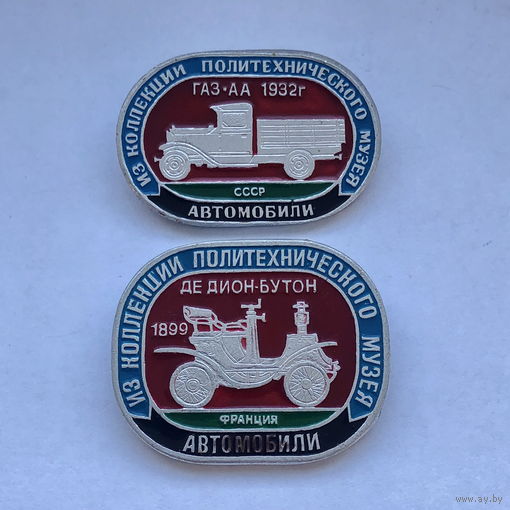 ИЗ КОЛЛЕКЦИИ ПОЛИТЕХНИЧЕСКОГО МУЗЕЯ
ГАЗ·АА 1932г
СССР
АВТОМОБИЛИ
ИЗ КОЛЛЕНЦИИ ПОЛИТЕХНИЧЕСКОГО МУЗЕЯ
ДЕ ДИОН-БУТОН
1899
ФРАНЦИЯ
АВТОМОБИЛИ
www.ay.by